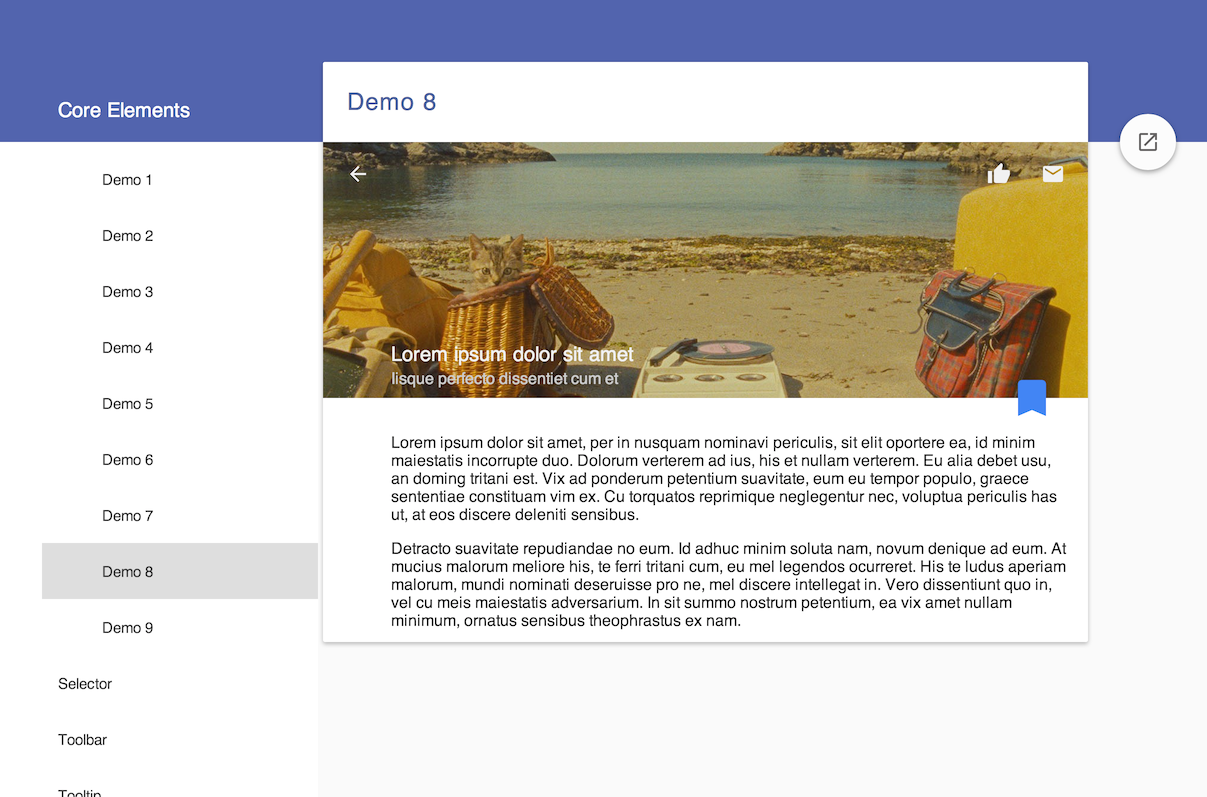 Core Elements
Demo 1
Demo 2
Demo 3
Demo 4
Demo 5
Demo 6
Demo 7
Demo 8
Demo 9
Selector
Toolbar
Tooltip
Demo 8
Lorem ipsum dolor sit amet
Iisque perfecto dissentiet cum et
Lorem ipsum dolor sit amet, per in nusquam nominavi periculis, sit elit oportere ea, id minim
maiestatis incorrupte duo. Dolorum verterem ad ius, his et nullam verterem. Eu alia debet usu,
an doming tritani est. Vix ad ponderum petentium suavitate, eum eu tempor populo, graece
sententiae constituam vim ex. Cu torquatos reprimique neglegentur nec, voluptua periculis has
ut, at eos discere deleniti sensibus.
Detracto suavitate repudiandae no eum. Id adhuc minim soluta nam, novum denique ad eum. At
mucius malorum meliore his, te ferri tritani cum, eu mel legendos ocurreret. His te ludus aperiam
malorum, mundi nominati deseruisse pro ne, mel discere intellegat in. Vero dissentiunt quo in,
vel cu meis maiestatis adversarium. In sit summo nostrum petentium, ea vix amet nullam
minimum, ornatus sensibus theophrastus ex nam.